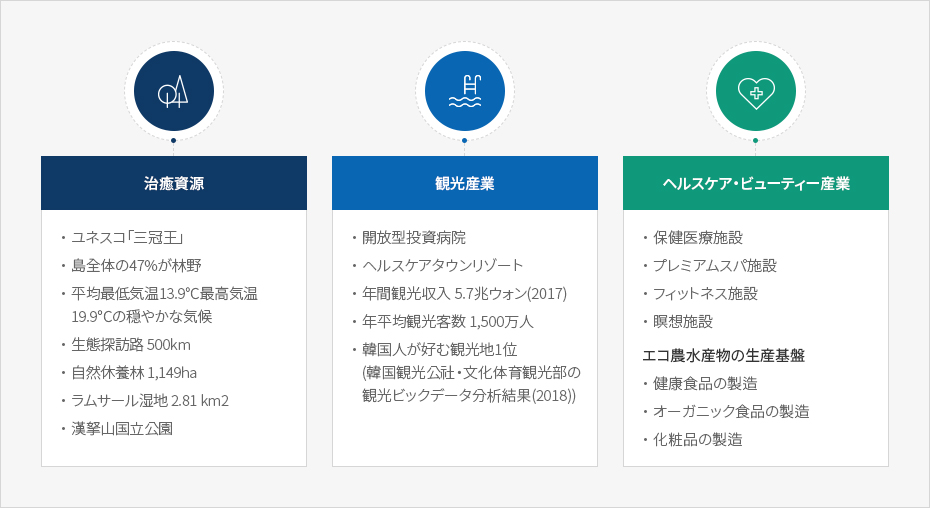 治癒資源
・ユネスコ「三冠王」
・島全体の47%が林野
・平均最低気温13.9℃最高気温
19.9℃の穏やかな気候
・生態探訪路 500km
・自然休養林 1,149ha
・ラムサール湿地 2.81 km2
・漢拏山国立公園
観光産業
・開放型投資病院
・ヘルスケアタウンリゾート
・年間観光収入 5.7兆ウォン(2017)
・年平均観光客数 1,500万人
・韓国人が好む観光地1位
(韓国観光公社・文化体育観光部の
観光ビックデータ分析結果(2018))
ヘルスケア・ビューティー産業
・保健医療施設
・プレミアムスパ施設
・フィットネス施設
・瞑想施設
エコ農水産物の生産基盤
・健康食品の製造
・オーガニック食品の製造
・化粧品の製造